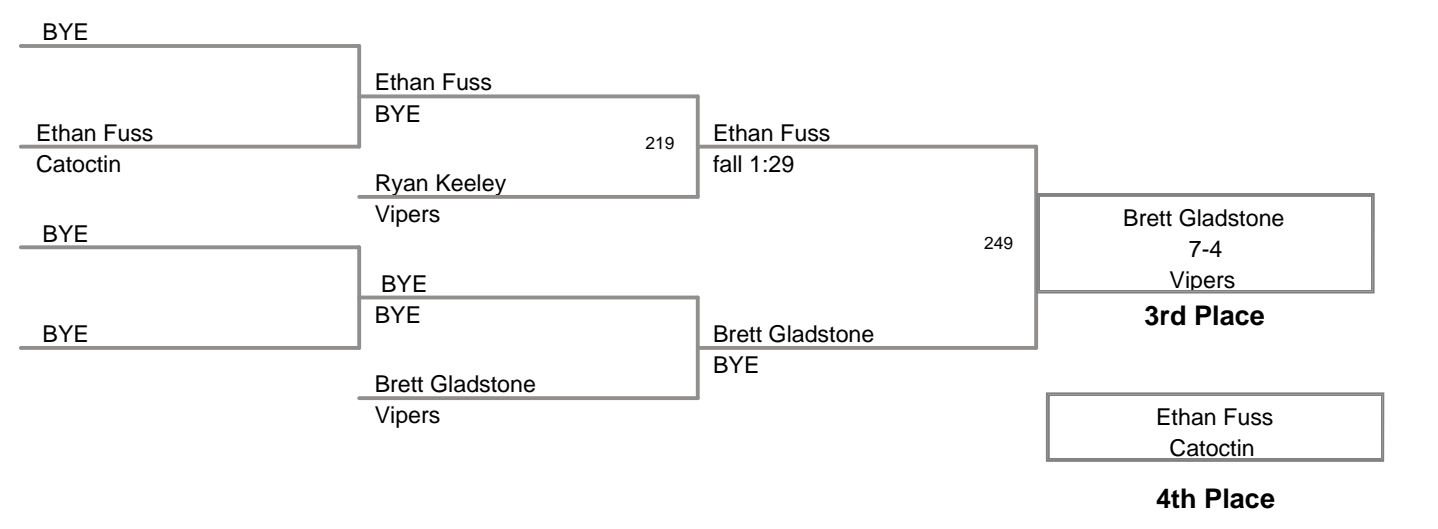 BYE
Ethan Fuss
BYE
Ethan Fuss
Catoctin
219
Ethan Fuss
fall 1:29
Ryan Keeley
Vipers
BYE
249
Brett Gladstone
7-4
Vipers
3rd Place
BYE
BYE
BYE
Brett Gladstone
BYE
Brett Gladstone
Vipers
Ethan Fuss
Catoctin
4th Place